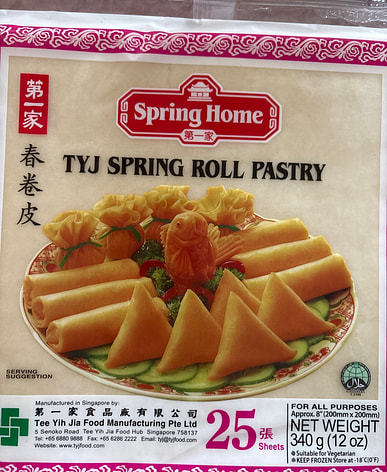 Spring Home
第一家
第一家
春卷皮
TYJ SPRING ROLL PASTRY
SERVING
SUGGESTION
Manufactured in Singapore by:
第一家食品廠有限公司
Tee Yih Jia Food Manufacturing Pte Ltd
5 Senoko Road Tee Yih Jia Food Hub Singapore 758137
Tel: +65 6880 9888 Fax: +65 6286 2222 Email: tyj@tyjfood.com
Website: www.tyjfood.com
25張
Sheets
FOR ALL PURPOSES
Approx. 8"(200mm x 200mm)
NET WEIGHT
340 g (12 oz)
Suitable for Vegetarian
KEEP FROZEN Store at -18°C(0°F)